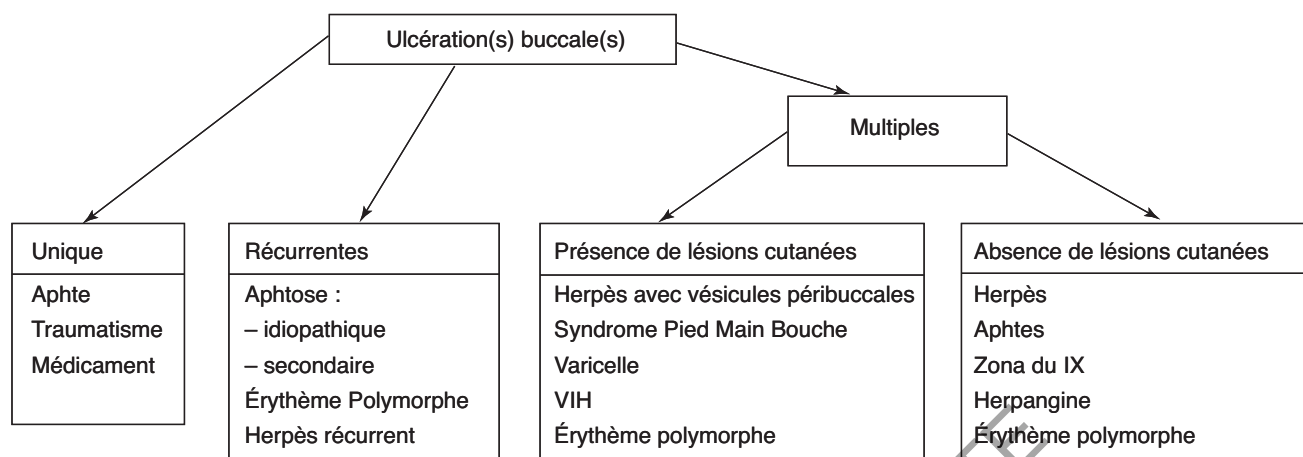 Ulcération(s) buccale(s)
Multiples
Unique
Aphte
Traumatisme
Médicament
Récurrentes
Aphtose :
– idiopathique
– secondaire
Érythème Polymorphe
Herpès récurrent
Présence de lésions cutanées
Herpès avec vésicules péribuccales
Syndrome Pied Main Bouche
Varicelle
VIH
Érythème polymorphe
Absence de lésions cutanées
Herpès
Aphtes
Zona du IX
Herpangine
Érythème polymorphe